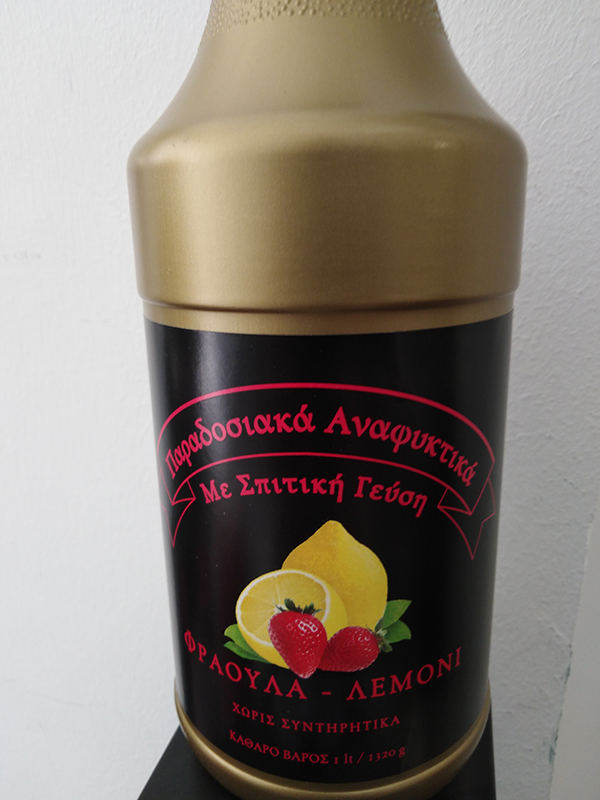 Παραδοσιακά Αναψυκτικά
Με Σπιτική Γεύση
ΦΡΑΟΥΛΑ - ΛΕΜΟΝΙ
ΧΩΡΙΣ ΣΥΝΤΗΡΗΤΙΚΑ
ΚΑΘΑΡΟ ΒΑΡΟΣ 1 lt / 1320 g